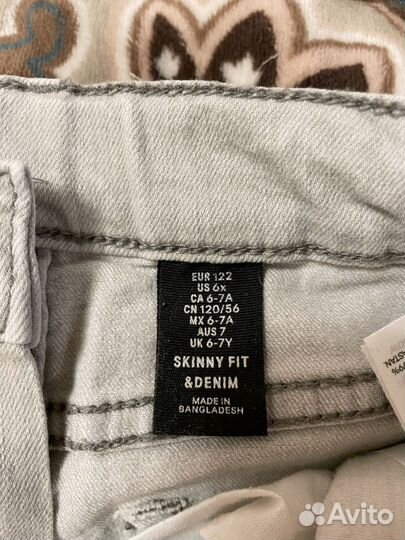 EUR 122
US 6x
CA 6-7A
CN 120/56
MX 6-7A
AUS 7
UK 6-7Y
SKINNY FIT
&DENIM
MADE IN
BANGLADESH
Avito